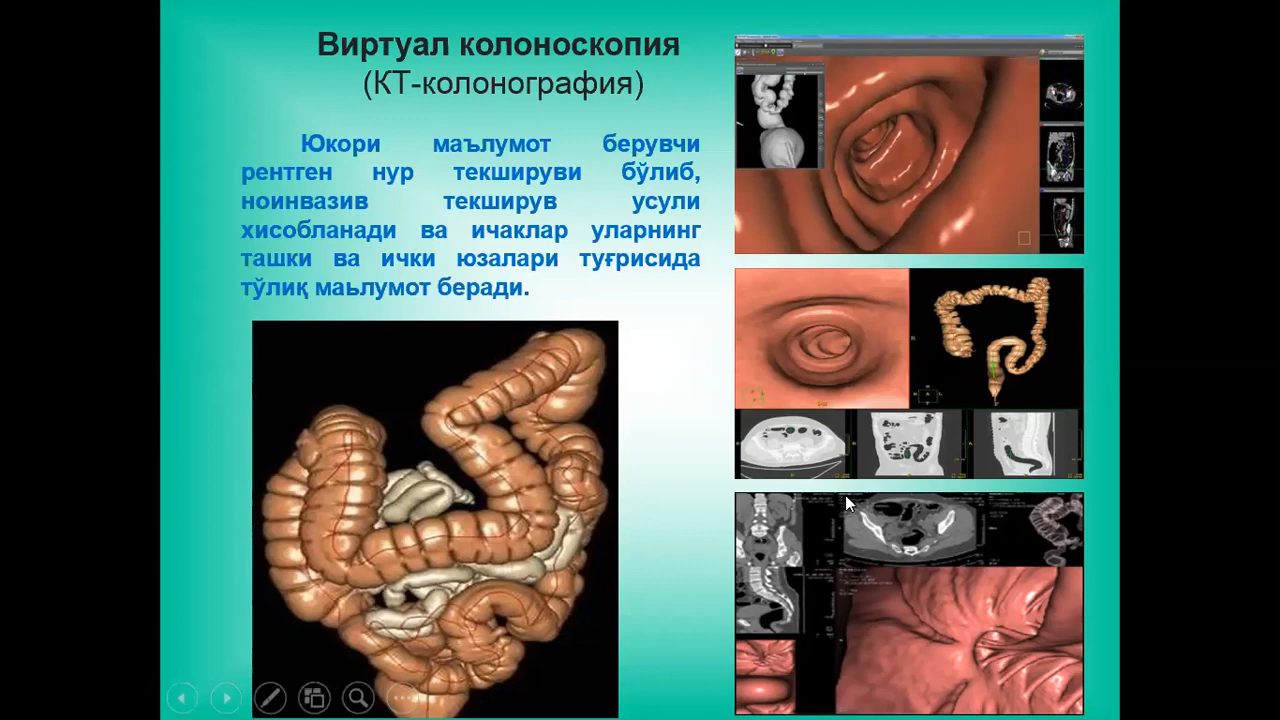 Виртуал колоноскопия
(КТ-колонография)
Юкори маълумот берувчи
рентген нур текшируви бўлиб,
ноинвазив текширув усули
хисобланади ва ичаклар уларнинг
ташки ва ички юзалари туғрисида
тўлиқ маьлумот беради.